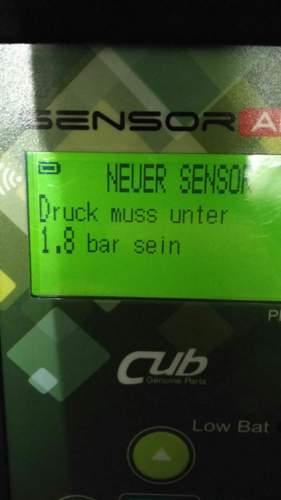 SENSOR A
NEUER SENSOR
Druck muss unter
1.8 bar sein
Cub
Genuine Parts
Low Bat